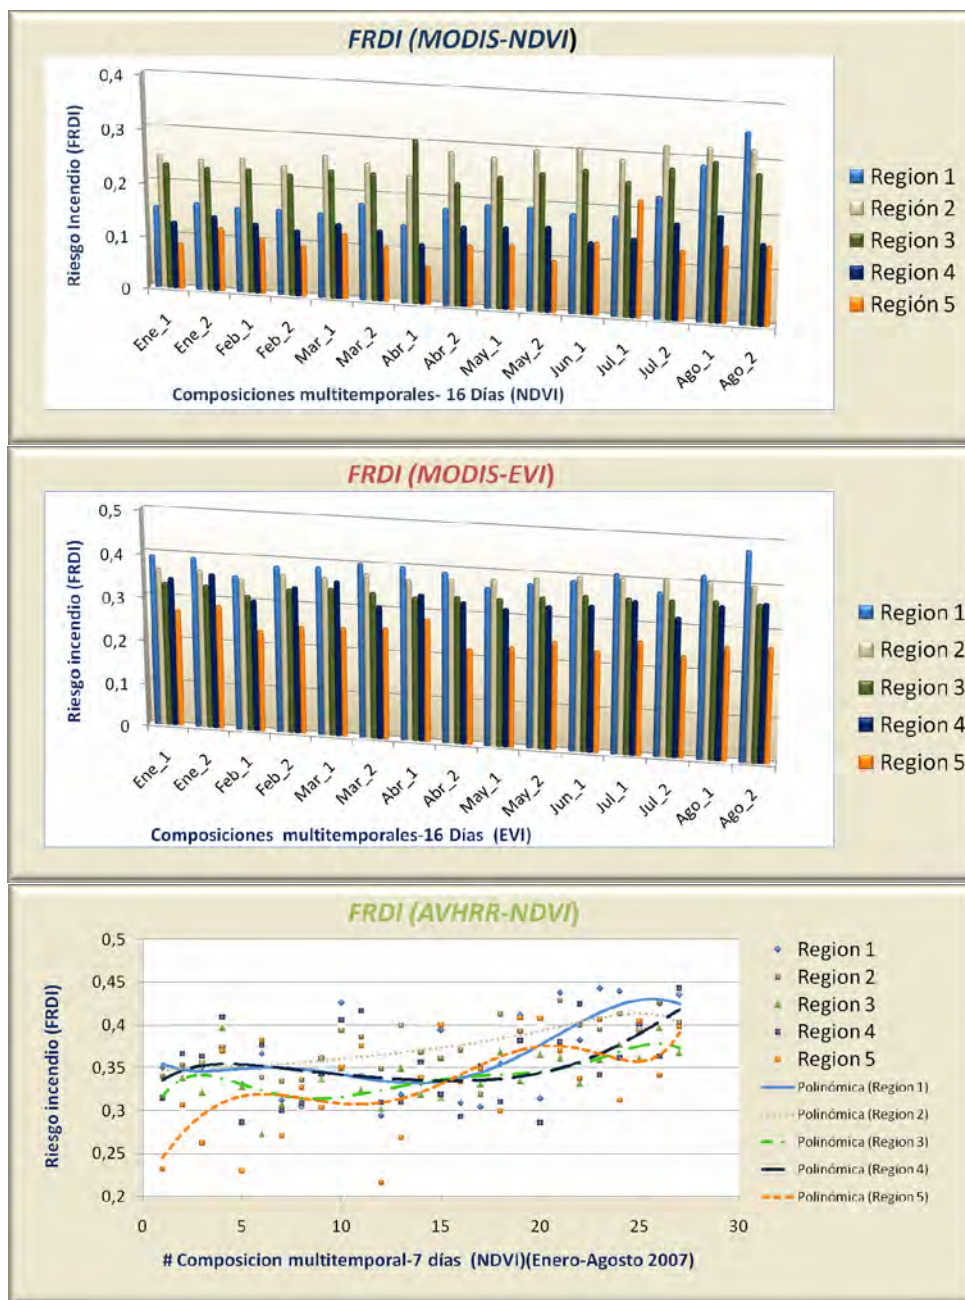 FRDI (MODIS-NDVI)
Riesgo Incendio (FRDI)
0,4
0,3
0,2
0,1
0
Ene_1
Ene_2
Feb_1
Feb_2
Mar_1
Mar_2
Abr_1
Abr_2
May_1
May_2
Jun_1
Jul_1
Jul_2
Ago_1
Ago_2
Composiciones multitemporales- 16 Días (NDVI)
Region 1
Región 2
Region 3
Region 4
Región 5
FRDI (MODIS-EVI)
Riesgo incendio (FRDI)
0,5
0,4
0,3
0,2
0,1
0
Ene_1
Ene_2
Feb_1
Feb_2
Mar_1
Mar_2
Abr_1
Abr_2
May_1
May_2
Jun_1
Jul_1
Jul_2
Ago_1
Ago_2
Composiciones multitemporales-16 Días (EVI)
Region 1
Region 2
Region 3
Region 4
Region 5
FRDI (AVHRR-NDVI)
Riesgo incendio (FRDI)
0,5
0,45
0,4
0,35
0,3
0,25
0,2
0
5
10
15
20
25
30
# Composicion multitemporal-7 días (NDVI)(Enero-Agosto 2007)
Region 1
Region 2
Region 3
Region 4
Region 5
Polinómica (Region 1)
Polinómica (Region 2)
Polinómica (Region 3)
Polinómica (Region 4)
Polinómica (Region 5)